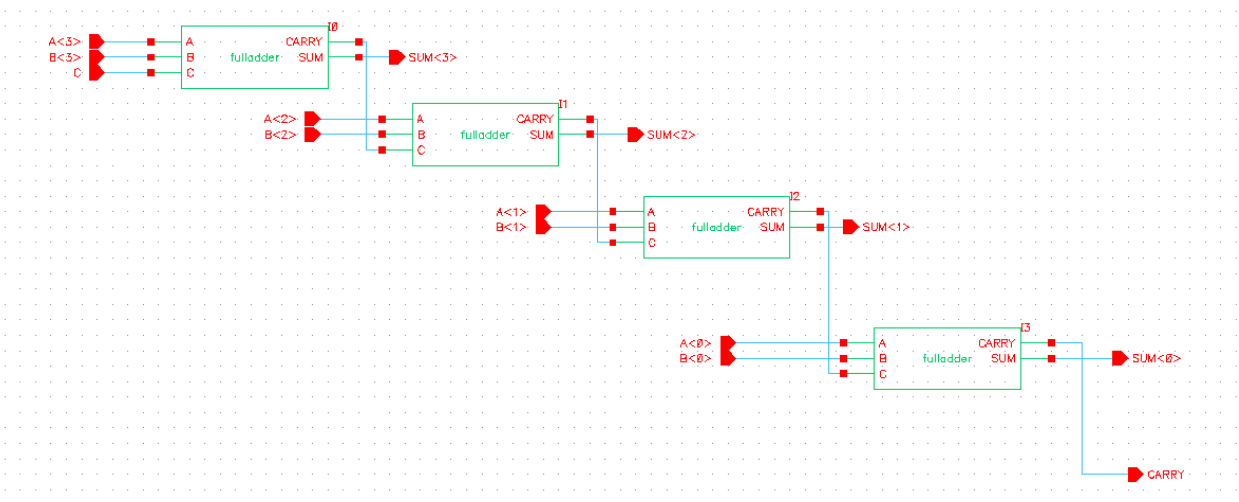 I0
A<3> A CARRY
B<3> B fulladder SUM SUM<3>
C C
I1
A<2> A CARRY
B<2> B fulladder SUM SUM<2>
C
I2
A<1> A CARRY
B<1> B fulladder SUM SUM<1>
C
I3
A<0> A CARRY
B<0> B fulladder SUM SUM<0>
C
CARRY